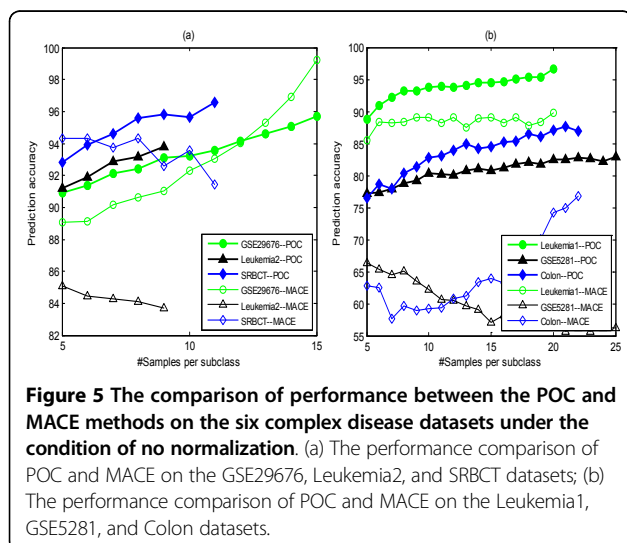 (a)
100
98
96
94
92
90
88
86
84
82
5
10
15
Prediction accuracy
#Samples per subclass
GSE29676--POC
Leukemia2--POC
SRBCT--POC
GSE29676--MACE
Leukemia2--MACE
SRBCT--MACE
(b)
100
95
90
85
80
75
70
65
60
55
5
10
15
20
25
Prediction accuracy
#Samples per subclass
Leukemia1--POC
GSE5281--POC
Colon--POC
Leukemia1--MACE
GSE5281--MACE
Colon--MACE
Figure 5 The comparison of performance between the POC and
MACE methods on the six complex disease datasets under the
condition of no normalization. (a) The performance comparison of
POC and MACE on the GSE29676, Leukemia2, and SRBCT datasets; (b)
The performance comparison of POC and MACE on the Leukemia1,
GSE5281, and Colon datasets.